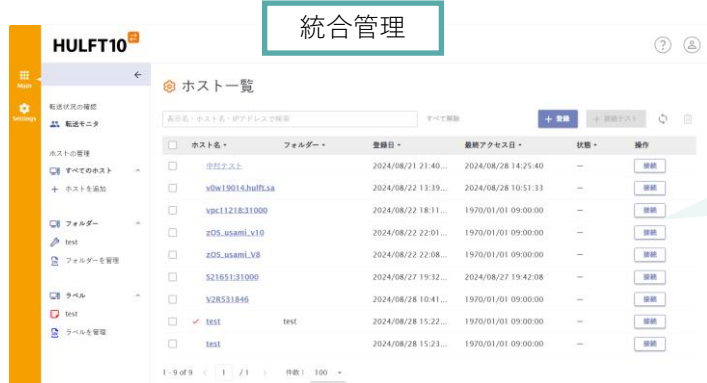 統合管理
HULFT10
Main
Settings
転送状況の確認
転送モニタ
ホストの管理
すべてのホスト
+ ホストを追加
フォルダー
test
フォルダーを管理
ラベル
test
ラベルを管理
ホスト一覧
表示名・ホスト名・IPアドレスで検索 すべて解除 + 登録 + 接続テスト
ホスト名 フォルダー 登録日 最終アクセス日 状態 操作
中村テスト 2024/08/21 21:40... 2024/08/28 14:25:40 — 接続
v0w19014.hulft.sa 2024/08/22 13:39... 2024/08/28 10:51:33 — 接続
vpc11218:31000 2024/08/22 18:11... 1970/01/01 09:00:00 — 接続
zOS_usami_v10 2024/08/22 22:01... 1970/01/01 09:00:00 — 接続
zOS_usami_V8 2024/08/22 22:08... 1970/01/01 09:00:00 — 接続
S21651:31000 2024/08/27 19:32... 2024/08/27 19:42:08 — 接続
V2RS31846 2024/08/28 10:41... 1970/01/01 09:00:00 — 接続
test test 2024/08/28 15:22... 1970/01/01 09:00:00 — 接続
test 2024/08/28 15:23... 1970/01/01 09:00:00 — 接続
1 - 9 of 9 < 1 / 1 > 件数: 100